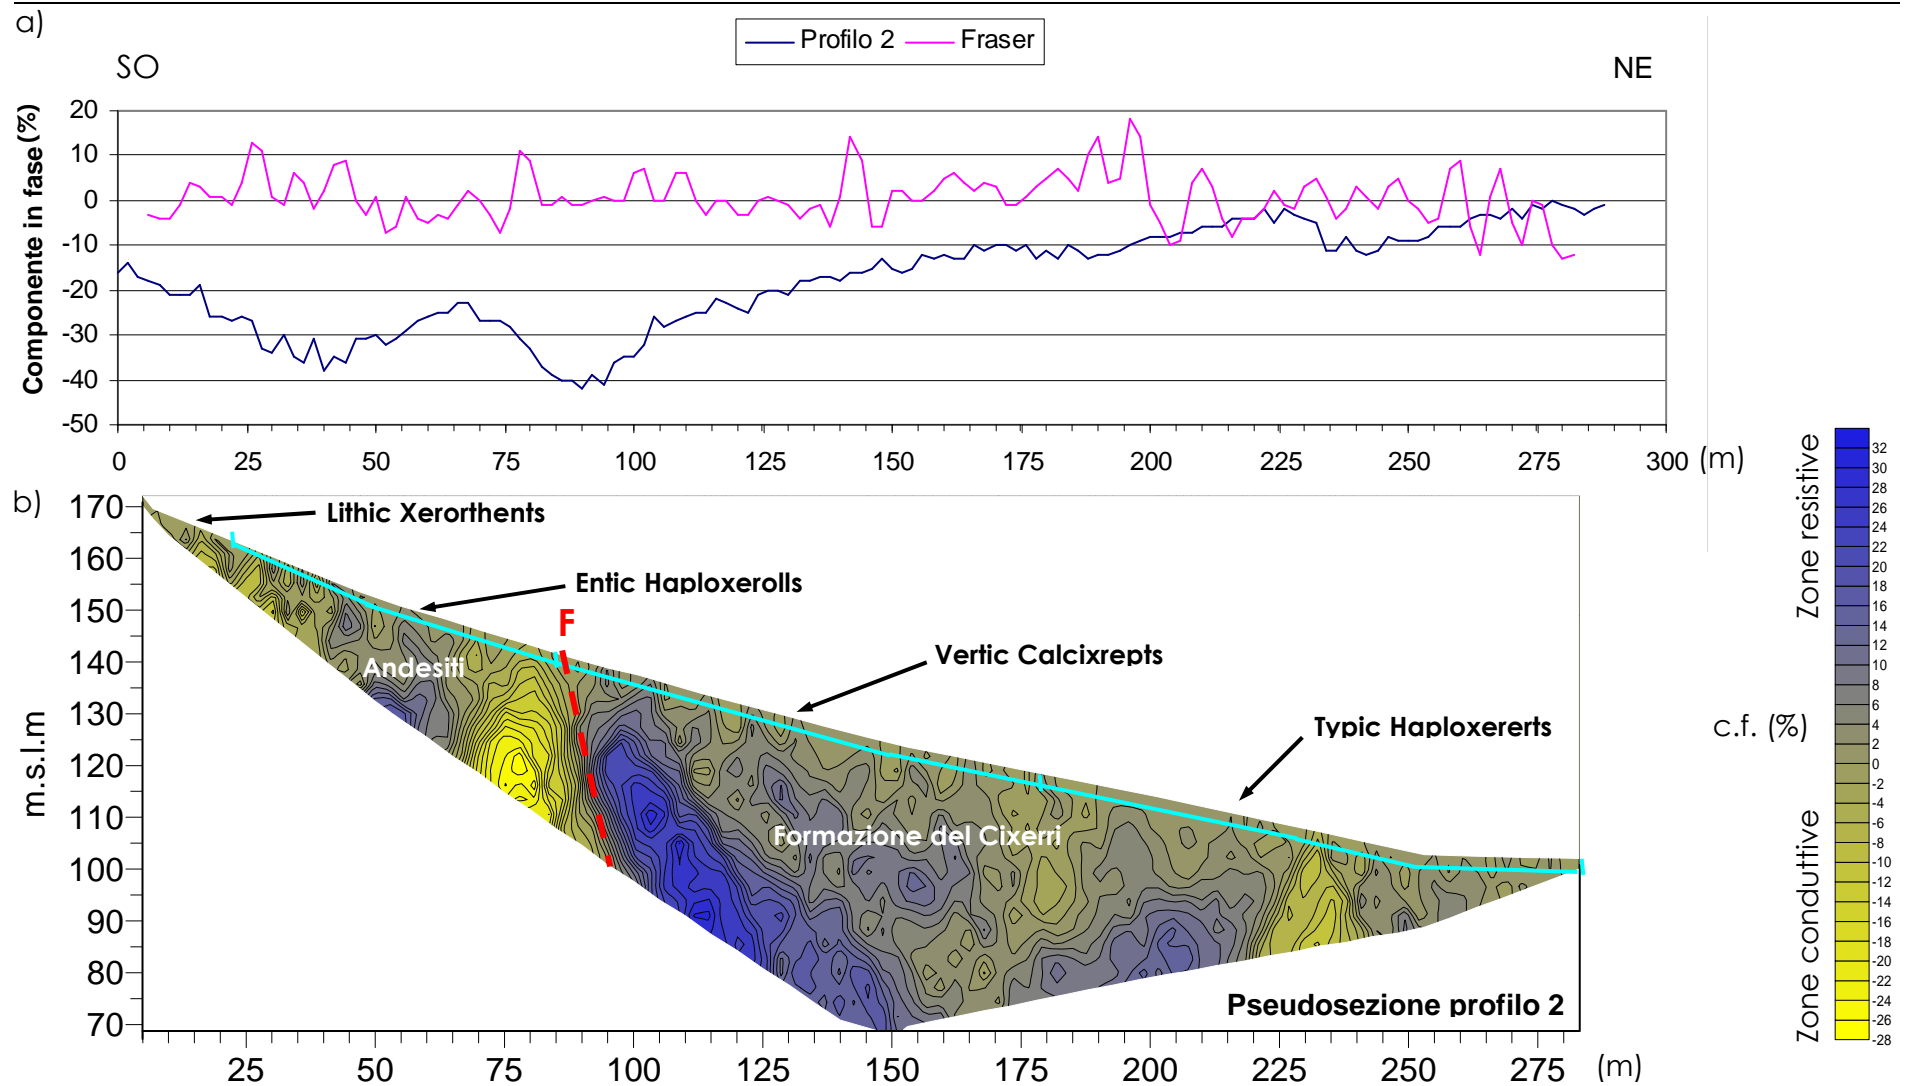 a)
Profilo 2 Fraser
SO NE
Componente in fase(%)
20
10
0
-10
-20
-30
-40
-50
0 25 50 75 100 125 150 175 200 225 250 275 300 (m)
b)
m.s.l.m
170
160
150
140
130
120
110
100
90
80
70
Lithic Xerorthents
Entic Haploxerolls
F
Vertic Calcixrepts
Typic Haploxererts
Andesiti
Formazione del Cixerri
Pseudosezione profilo 2
25 50 75 100 125 150 175 200 225 250 275 (m)
Zone resistive
c.f. (%)
Zone conduttive
32
30
28
26
24
22
20
18
16
14
12
10
8
6
4
2
0
-2
-4
-6
-8
-10
-12
-14
-16
-18
-20
-22
-24
-26
-28